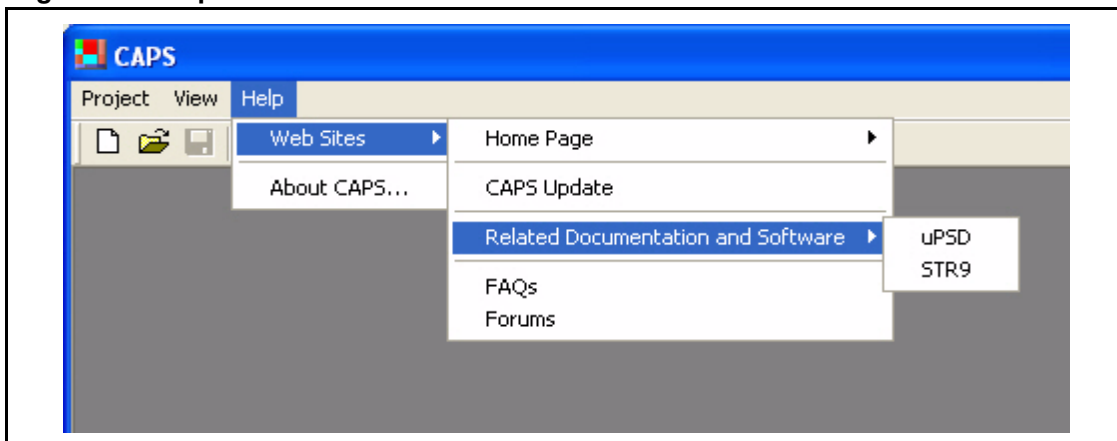 CAPS
Project View Help
Web Sites
About CAPS...
Home Page
CAPS Update
Related Documentation and Software
FAQs
Forums
uPSD
STR9